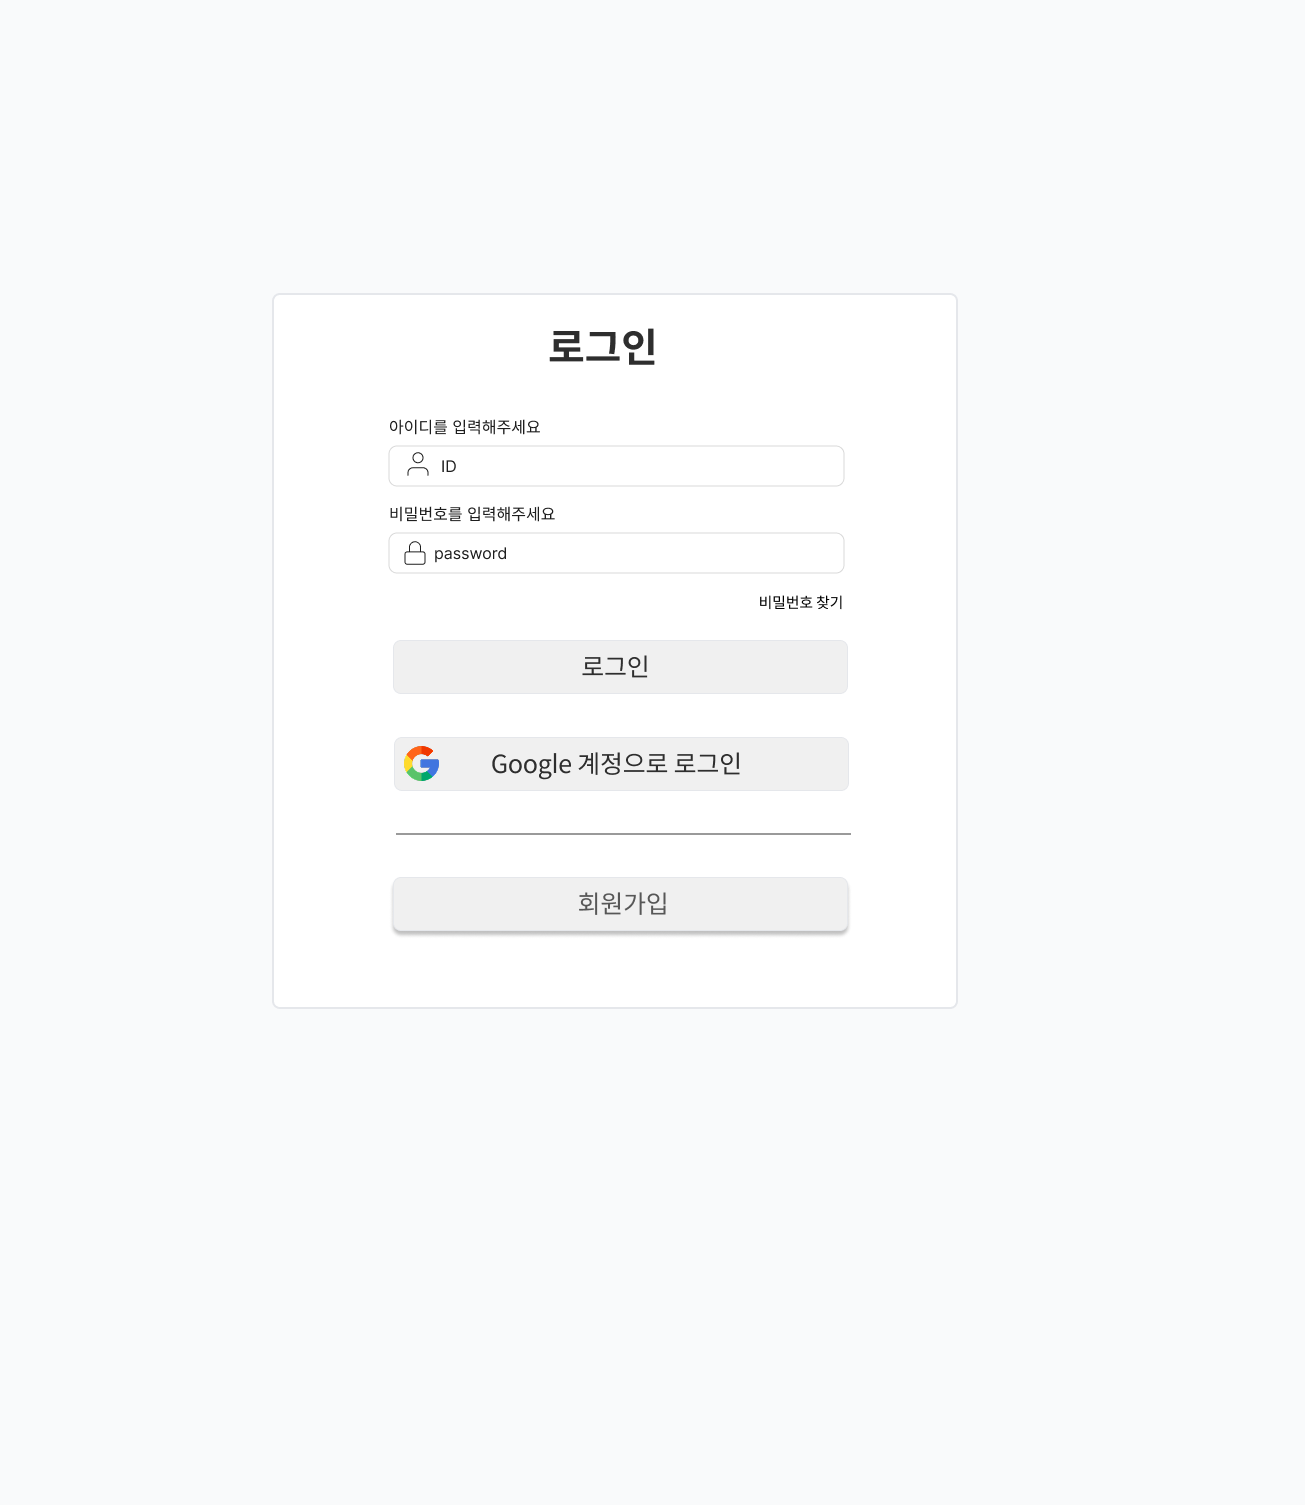 로그인
아이디를 입력해주세요
ID
비밀번호를 입력해주세요
password
비밀번호 찾기
로그인
Google 계정으로 로그인
회원가입